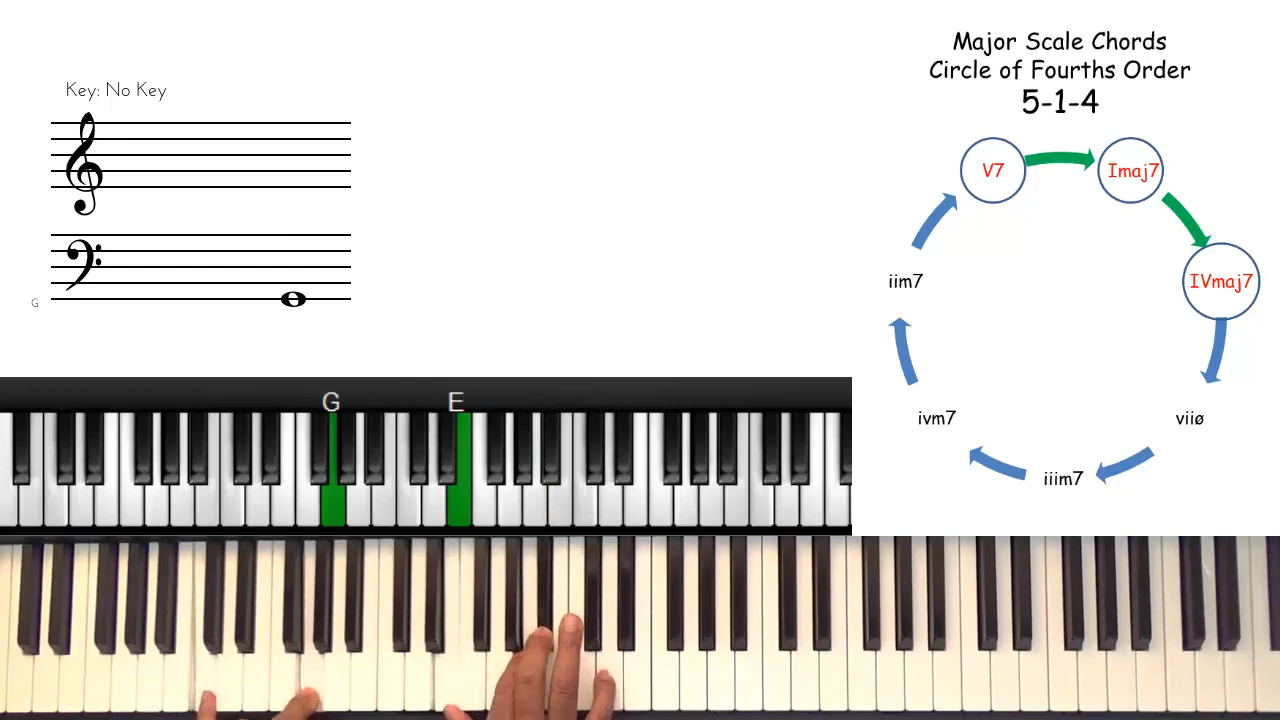 Major Scale Chords
Circle of Fourths Order
5-1-4
Key: No Key
V7
Imaj7
iim7
IVmaj7
G
G
E
ivm7
viiø
iiim7